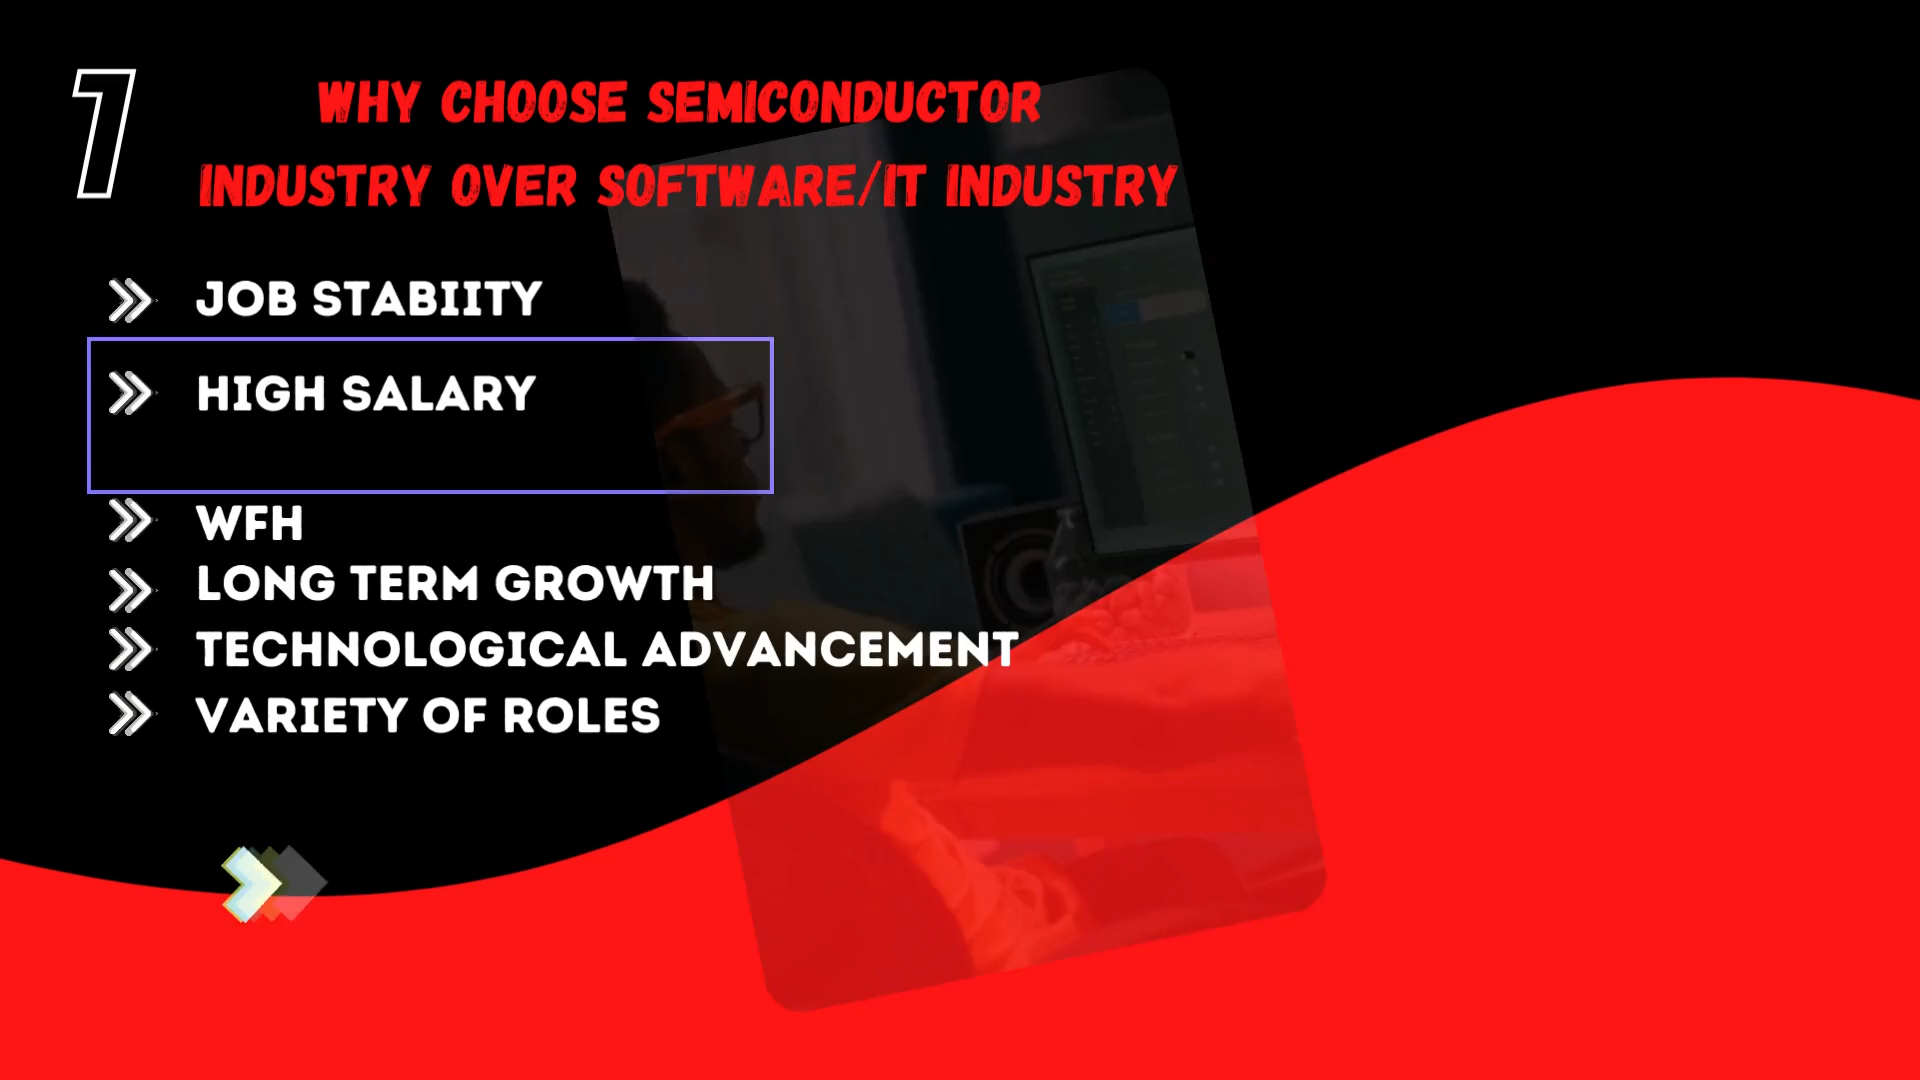 1
WHY CHOOSE SEMICONDUCTOR
INDUSTRY OVER SOFTWARE/IT INDUSTRY
JOB STABIITY
HIGH SALARY
WFH
LONG TERM GROWTH
TECHNOLOGICAL ADVANCEMENT
VARIETY OF ROLES